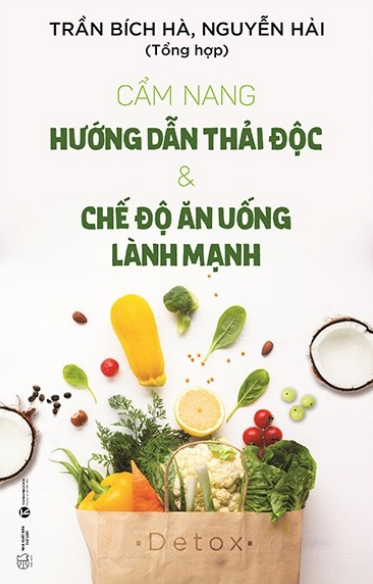 TRẦN BÍCH HÀ, NGUYỄN HẢI
(Tổng hợp)
CẨM NANG
HƯỚNG DẪN THẢI ĐỘC
&
CHẾ ĐỘ ĂN UỐNG
LÀNH MẠNH
Detox